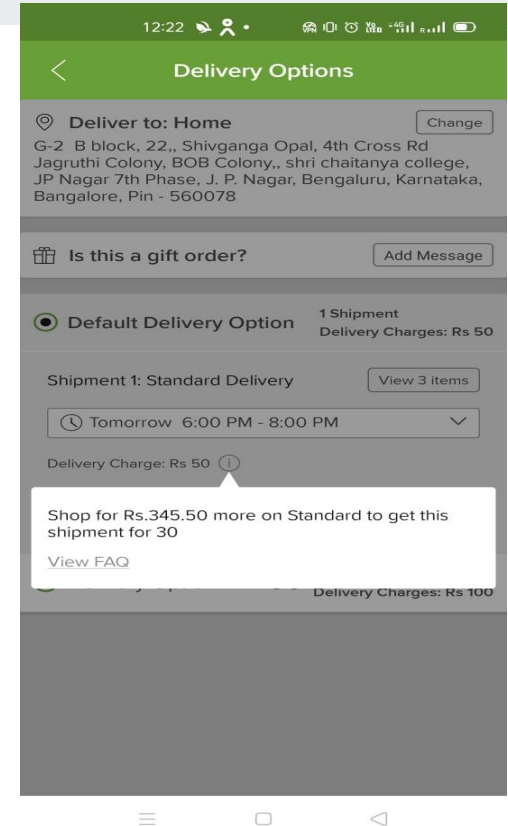 12:22
Delivery Options
Deliver to: Home
Change
G-2 B block, 22,, Shivganga Opal, 4th Cross Rd
Jagruthi Colony, BOB Colony,, shri chaitanya college,
JP Nagar 7th Phase, J. P. Nagar, Bengaluru, Karnataka,
Bangalore, Pin - 560078
Is this a gift order?
Add Message
Default Delivery Option
1 Shipment
Delivery Charges: Rs 50
Shipment 1: Standard Delivery
View 3 items
Tomorrow 6:00 PM - 8:00 PM
Delivery Charge: Rs 50
Shop for Rs.345.50 more on Standard to get this
shipment for 30
View FAQ
Delivery Charges: Rs 100